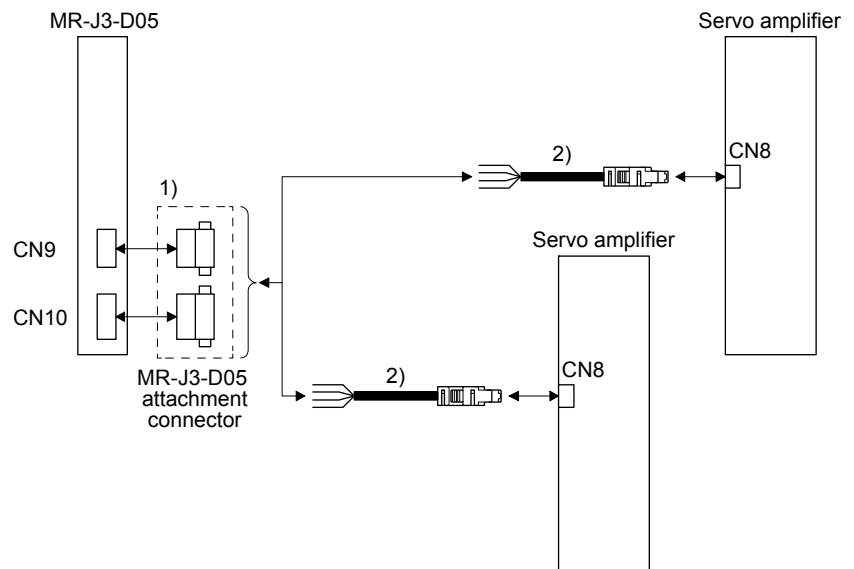 MR-J3-D05
Servo amplifier
2)
CN8
1)
CN9
Servo amplifier
CN10
CN8
MR-J3-D05
attachment
connector
2)